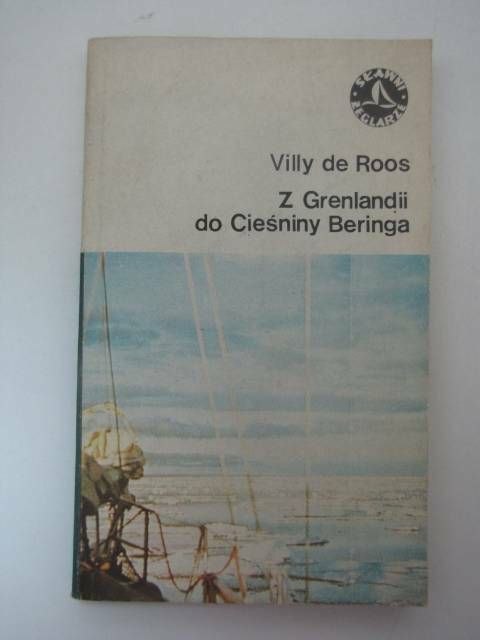 SŁAWNI
ŻEGLARZE
Villy de Roos
Z Grenlandii
do Cieśniny Beringa